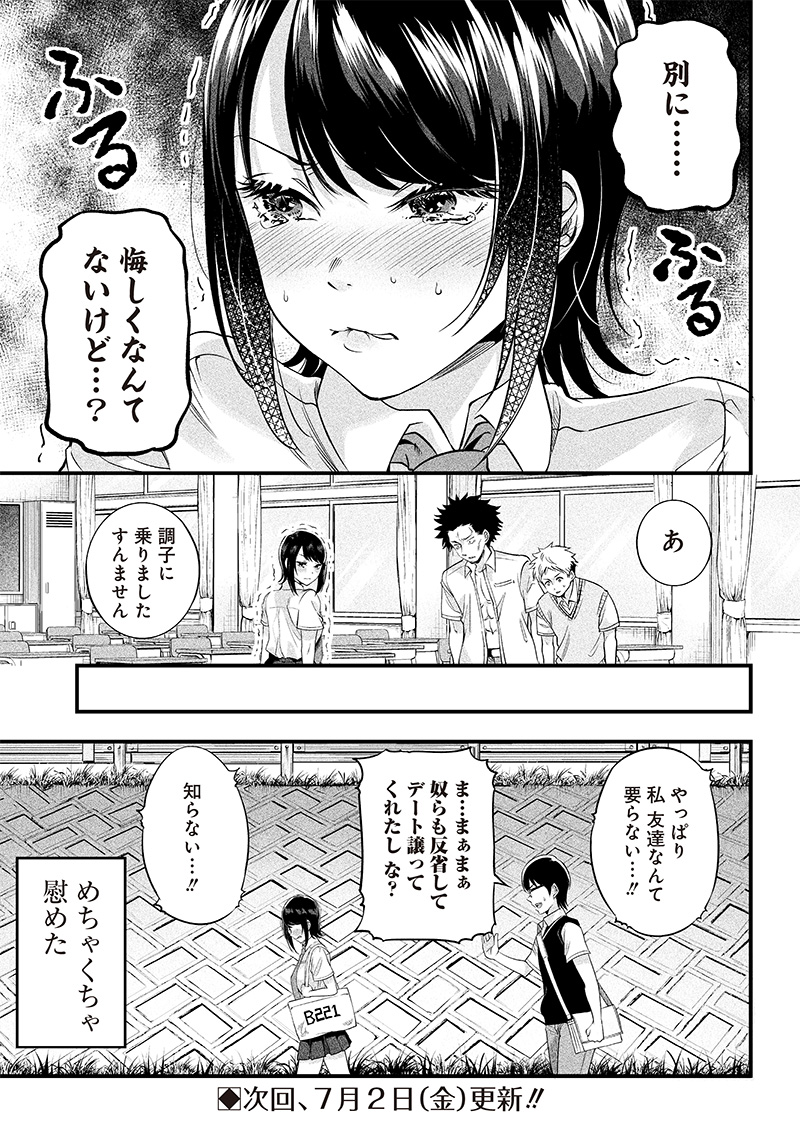 別に……
ふるふる
ふるふる
悔しくなんて
ないけど…？
あ
調子に
乗りました
すんません
やっぱり
私 友達なんて
要らない…!!
ま…まぁまぁ
奴らも反省して
くれたし な？
デート譲って
知らない…!!
B221
めちゃくちゃ
慰めた
◆次回、7月2日(金)更新!!